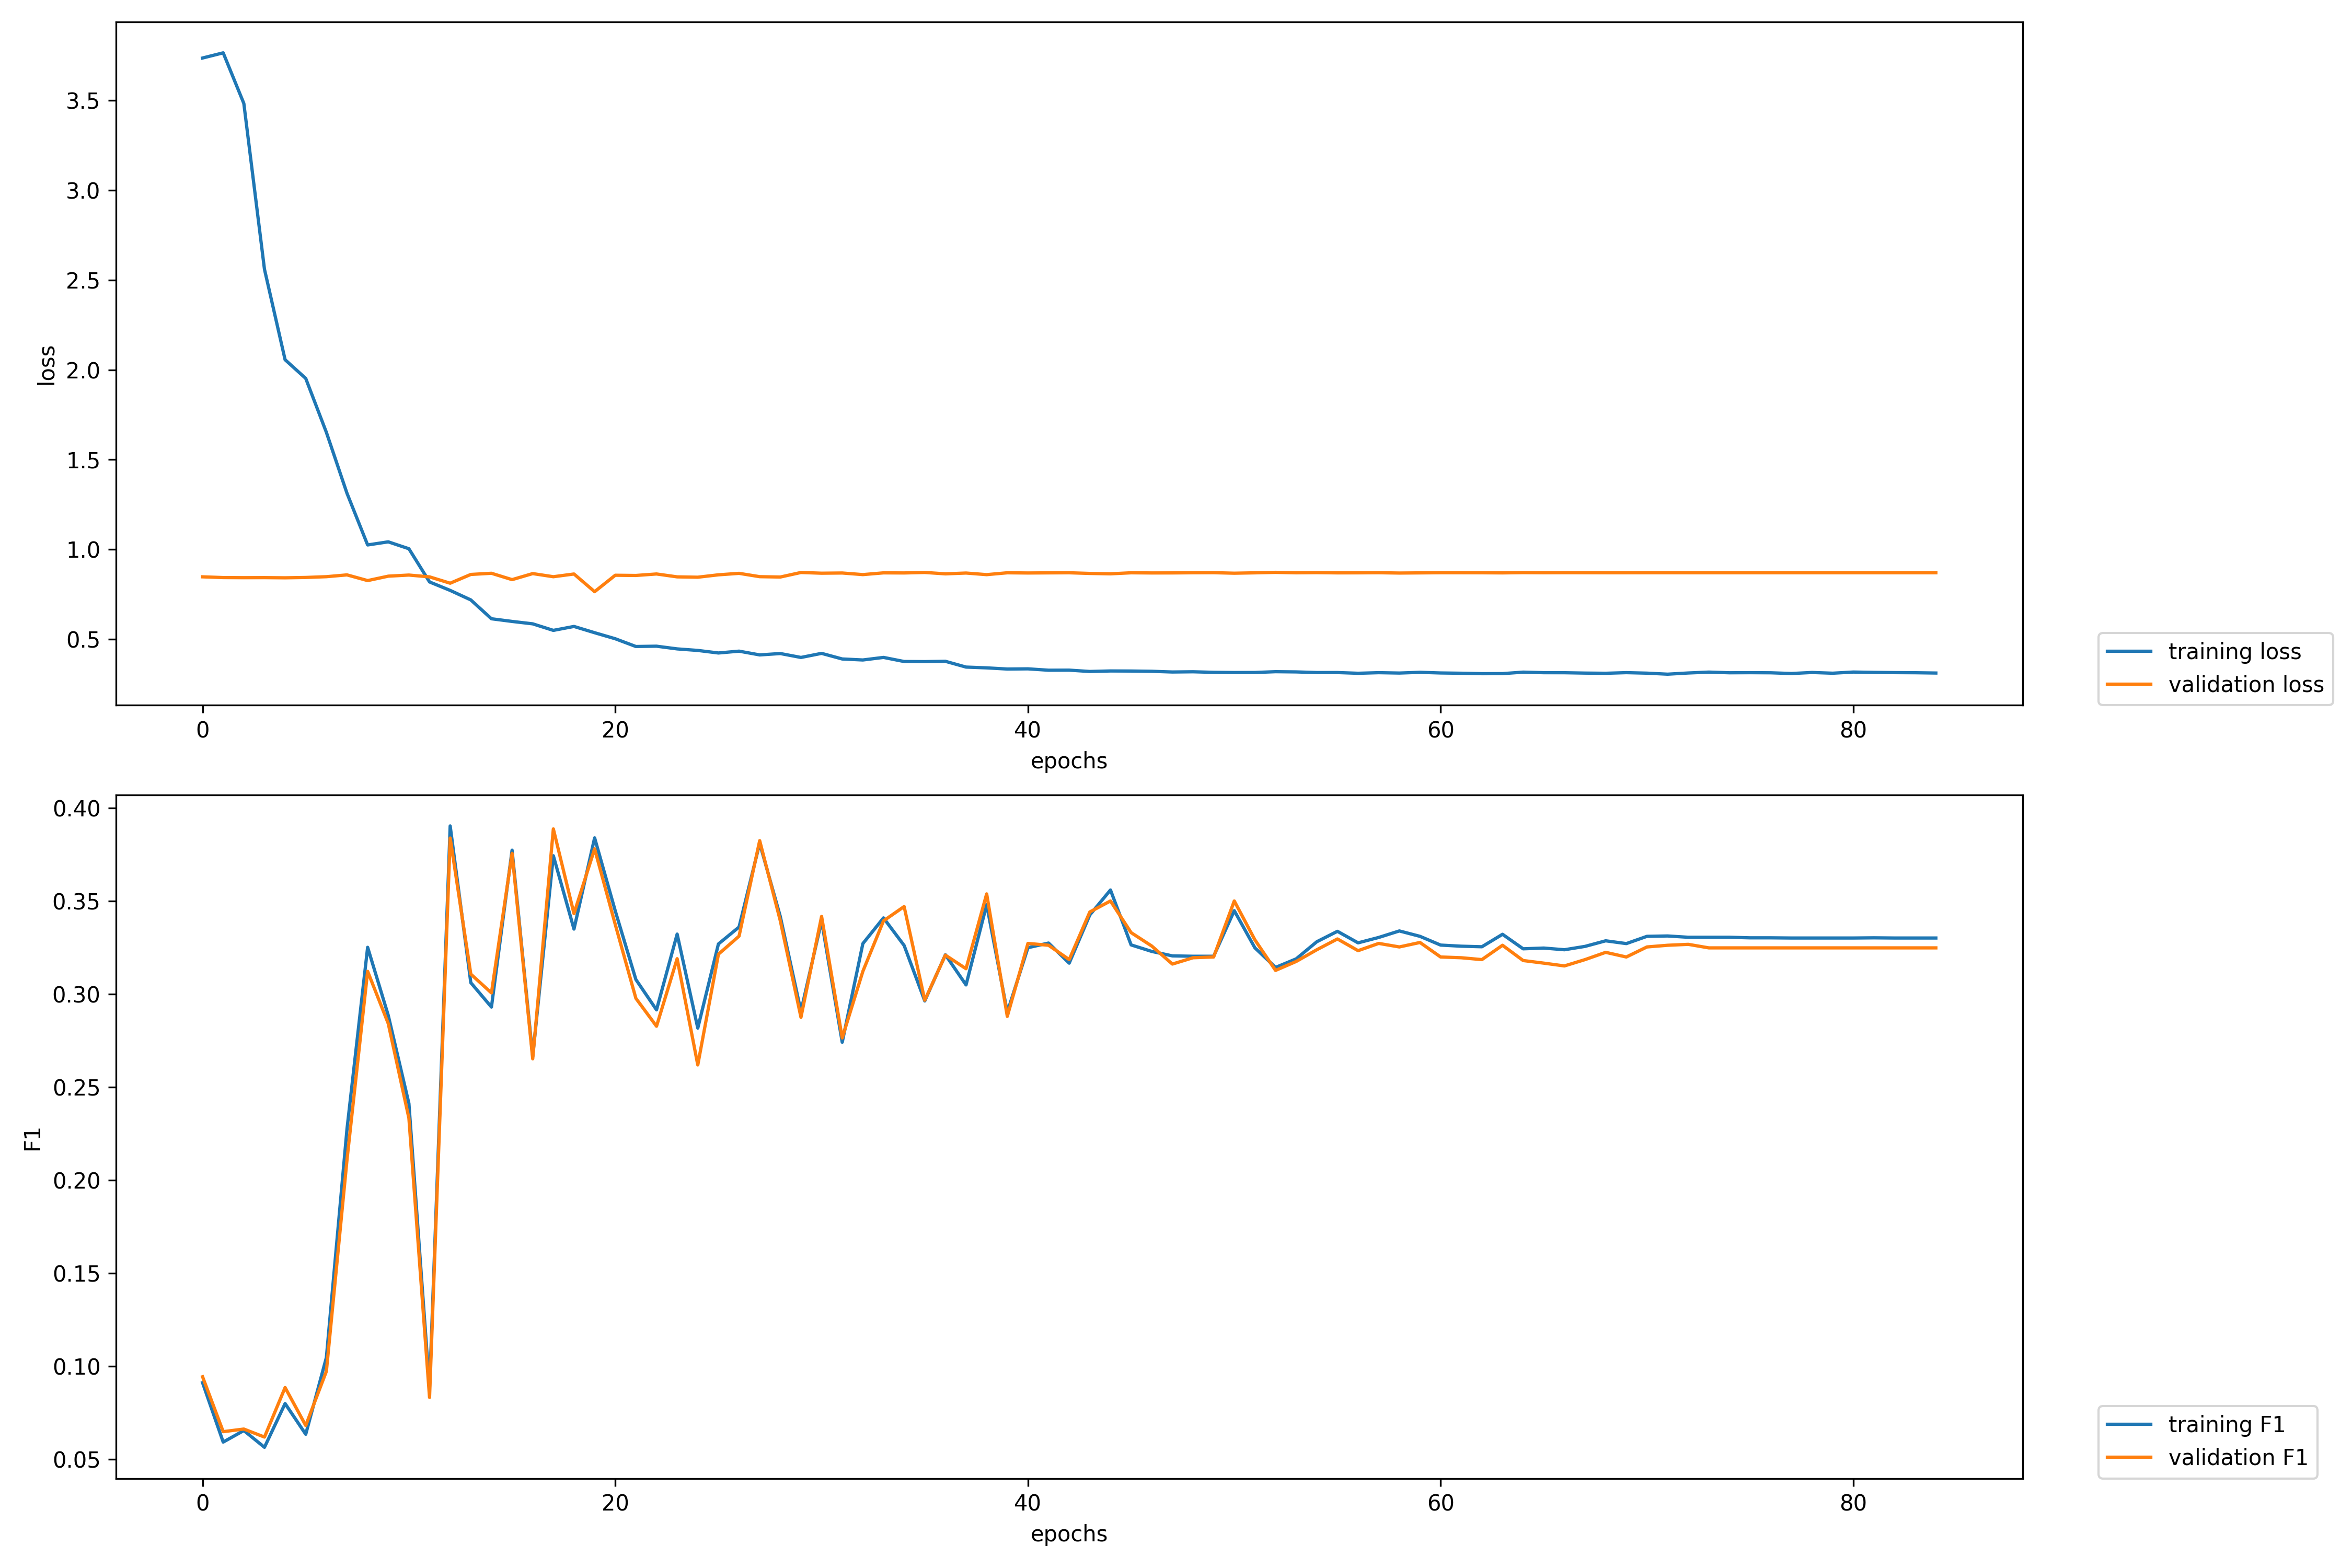 3.5
3.0
2.5
2.0
1.5
1.0
0.5
loss
0 20 40 60 80
epochs
training loss
validation loss
0.40
0.35
0.30
0.25
0.20
0.15
0.10
0.05
F1
0 20 40 60 80
epochs
training F1
validation F1